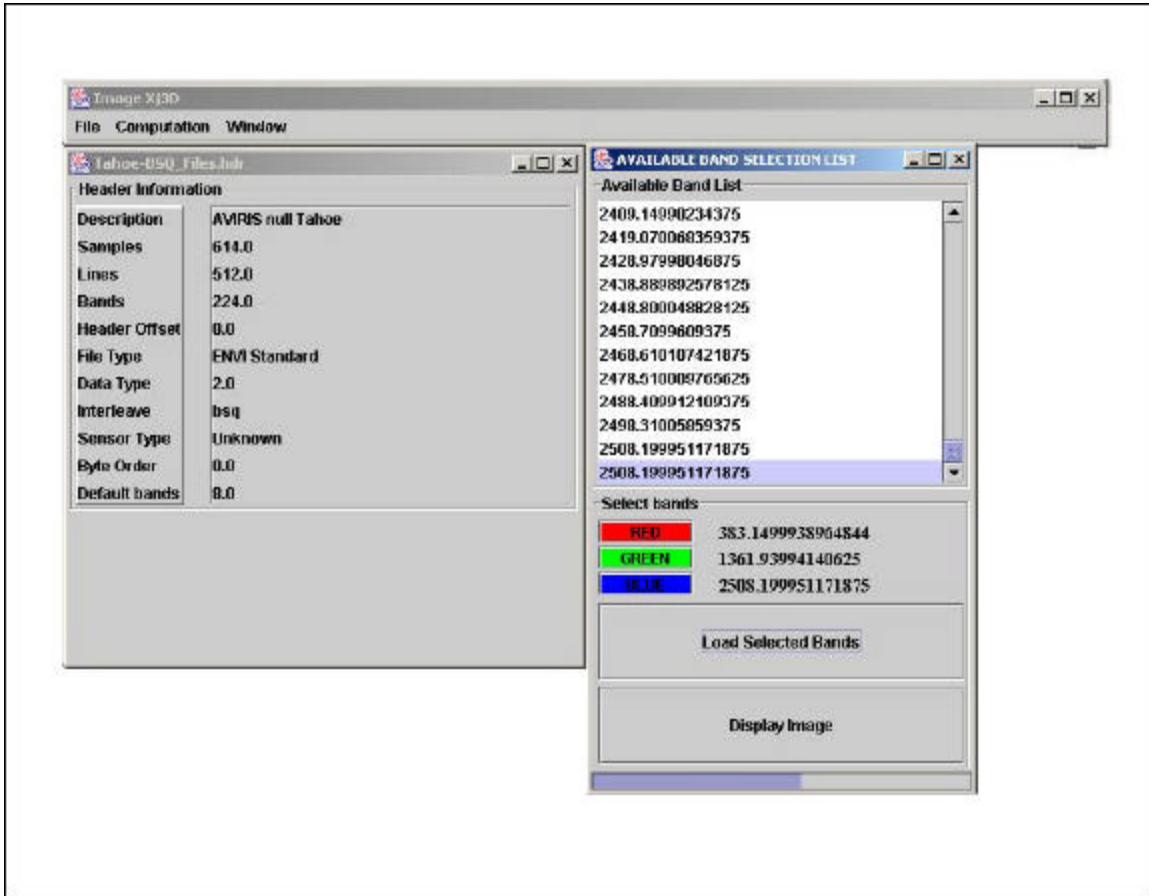 Image Xj3D
File Computation Window
Tahoe-BSQ_Files.hdr
Header Information
Description AVIRIS null Tahoe
Samples 614.0
Lines 512.0
Bands 224.0
Header Offset 0.0
File Type ENVI Standard
Data Type 2.0
Interleave bsq
Sensor Type Unknown
Byte Order 0.0
Default bands 8.0
AVAILABLE BAND SELECTION LIST
Available Band List
2409.14990234375
2419.070068359375
2428.97998046875
2438.889892578125
2448.800048828125
2458.7099609375
2468.610107421875
2478.510009765625
2488.409912109375
2498.31005859375
2508.199951171875
2508.199951171875
Select bands
RED 383.1499938964844
GREEN 1361.93994140625
BLUE 2508.199951171875
Load Selected Bands
Display Image